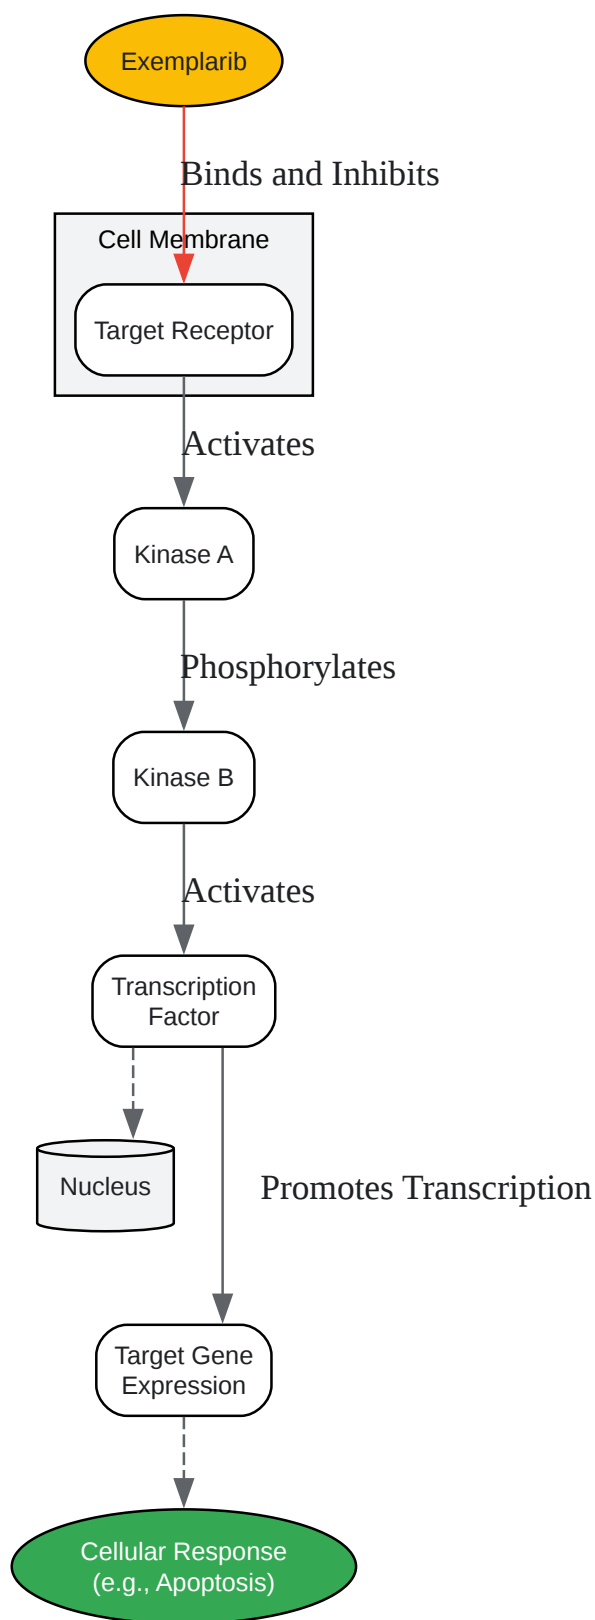 Exemplarib
Binds and Inhibits
Cell Membrane
Target Receptor
Activates
Kinase A
Phosphorylates
Kinase B
Activates
Transcription
Factor
Nucleus
Promotes Transcription
Target Gene
Expression
Cellular Response
(e.g., Apoptosis)